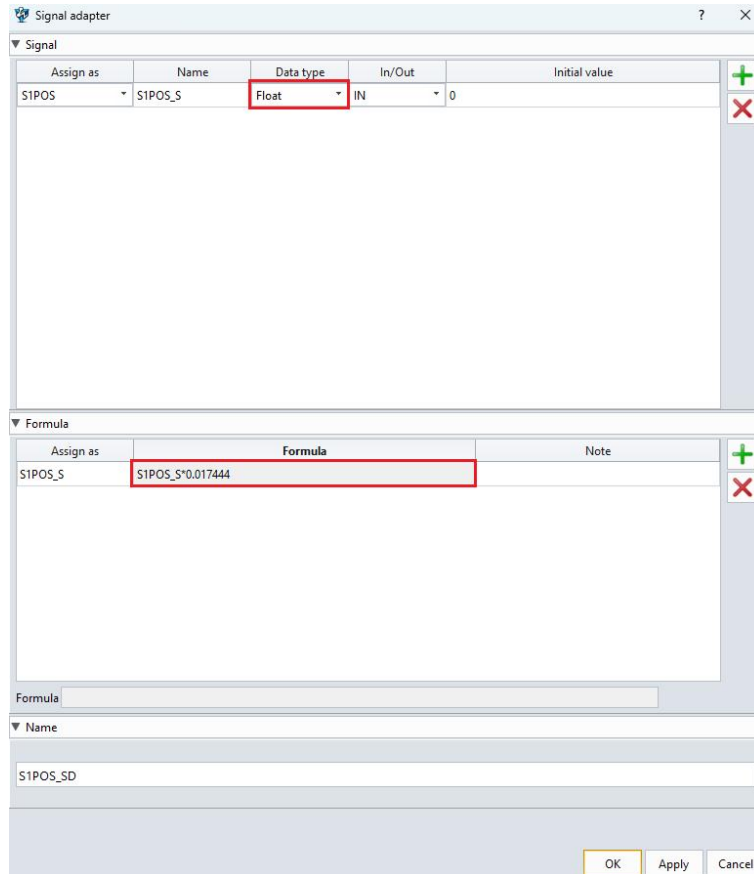 Signal adapter ? ×
▼ Signal
Assign as Name Data type In/Out Initial value
S1POS S1POS_S Float IN 0
▼ Formula
Assign as Formula Note
S1POS_S S1POS_S*0.017444
Formula
▼ Name
S1POS_SD
OK Apply Cancel